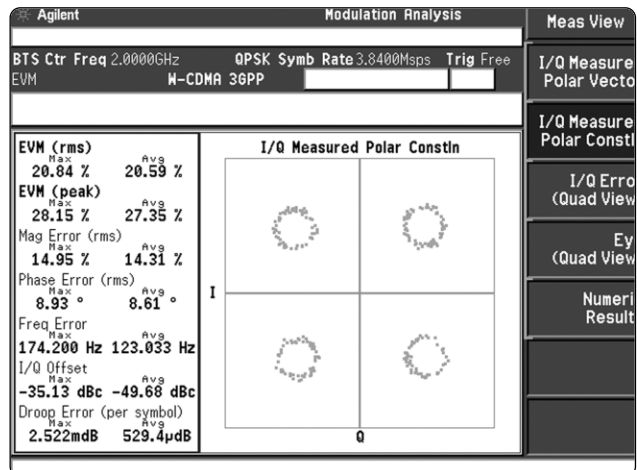 Agilent Modulation Analysis Meas View
BTS Ctr Freq 2.0000GHz QPSK Symb Rate 3.8400Msps Trig Free
EVM W-CDMA 3GPP
I/Q Measure
Polar Vecto
I/Q Measure
Polar Constl
I/Q Erro
(Quad View
Ey
(Quad View
Numeri
Result
EVM (rms)
Max Avg
20.84 % 20.59 %
EVM (peak)
Max Avg
28.15 % 27.35 %
Mag Error (rms)
Max Avg
14.95 % 14.31 %
Phase Error (rms)
Max Avg
8.93 ° 8.61 °
Freq Error
Max Avg
174.200 Hz 123.033 Hz
I/Q Offset
Max Avg
-35.13 dBc -49.68 dBc
Droop Error (per symbol)
Max Avg
2.522mdB 529.4µdB
I/Q Measured Polar Constln
I
Q